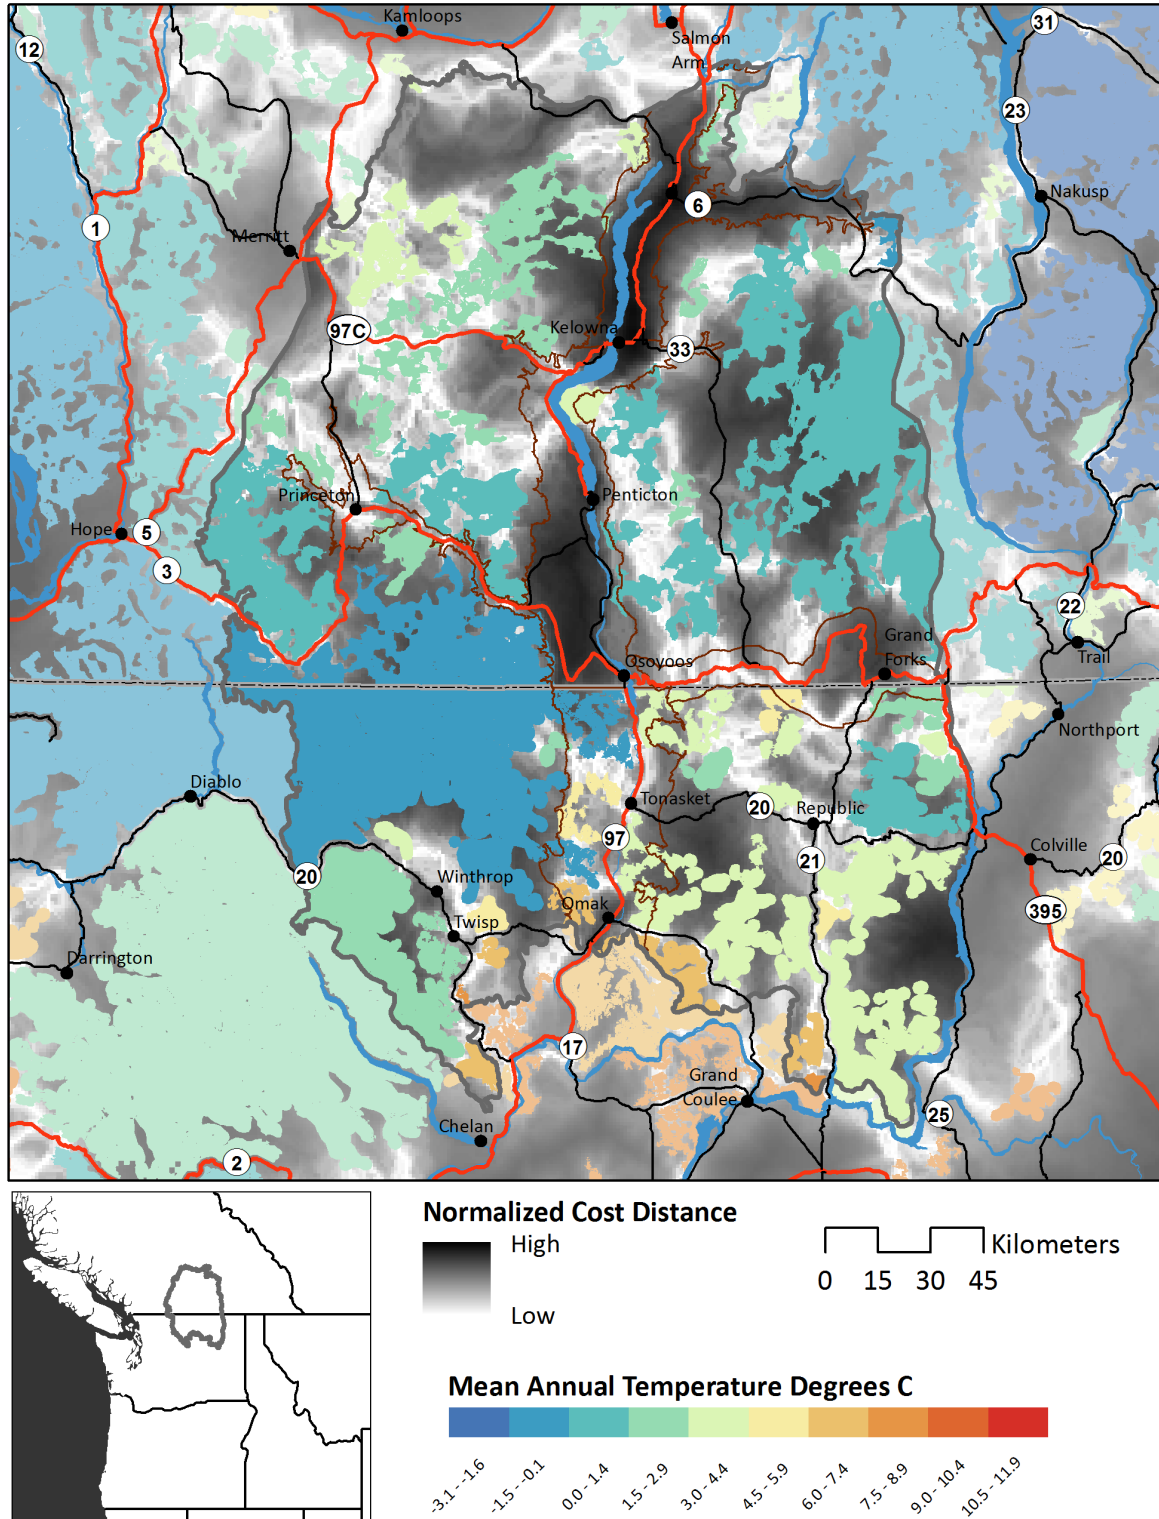 Kamloops
12
31
Salmon
Arm
23
Nakusp
6
1
Merritt
97C
Kelowna
33
Princeton
Penticton
Hope
5
3
22
Grand
Forks
Osoyoos
Trail
Northport
Diablo
Tonasket
20
Republic
97
21
Colville
20
20
Winthrop
Omak
395
Twisp
Darrington
17
Grand
Coulee
25
Chelan
2
Normalized Cost Distance
High
Low
Kilometers
0 15 30 45
Mean Annual Temperature Degrees C
-3.1 - -1.6
-1.5 - -0.1
0.0 - 1.4
1.5 - 2.9
3.0 - 4.4
4.5 - 5.9
6.0 - 7.4
7.5 - 8.9
9.0 - 10.4
10.5 - 11.9